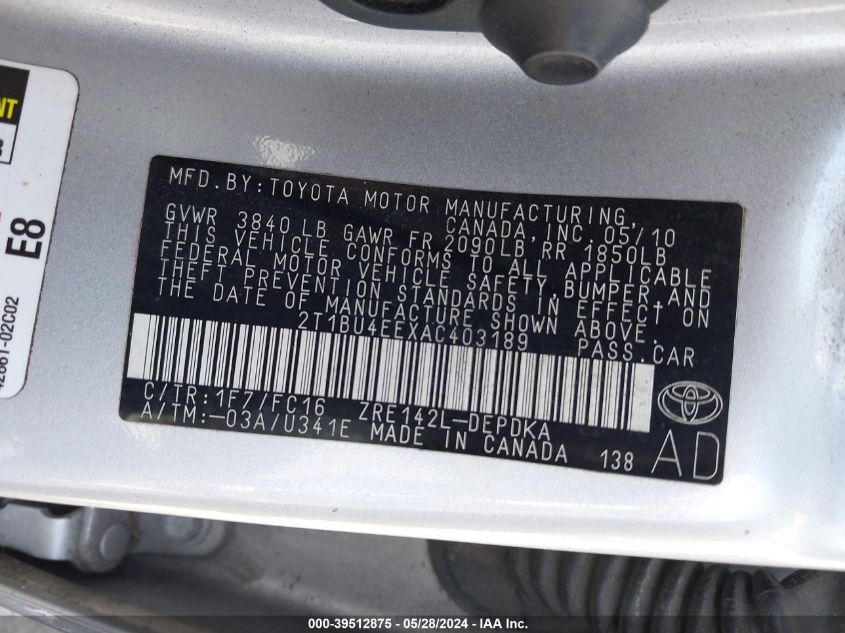 MFD. BY: TOYOTA MOTOR MANUFACTURING,
CANADA, INC. 05/10
GVWR 3840 LB GAWR FR 2090LB RR 1850LB
THIS VEHICLE CONFORMS TO ALL APPLICABLE
FEDERAL MOTOR VEHICLE SAFETY, BUMPER, AND
THEFT PREVENTION STANDARDS IN EFFECT ON
THE DATE OF MANUFACTURE SHOWN ABOVE.
2T1BU4EEXAC403189 PASS. CAR
C/TR: 1F7/FC16 ZRE142L-DEPDKA
A/TM: -03A/U341E MADE IN CANADA 138 AD
E8
000-39512875 - 05/28/2024 - IAA Inc.